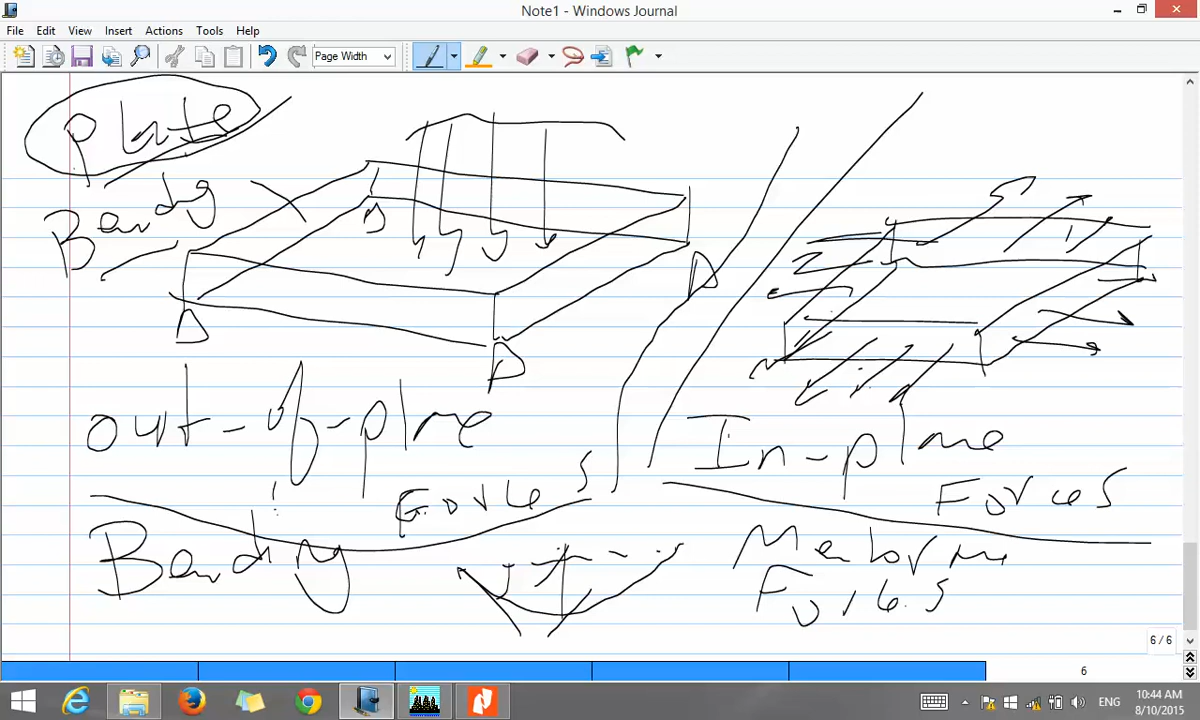 Note1 - Windows Journal
File Edit View Insert Actions Tools Help
Page Width
Plate
Bending
out-of-plane
Forces
Bending
In-plane
Forces
Membrane
Forces
6 / 6
6
ENG
10:44 AM
8/10/2015